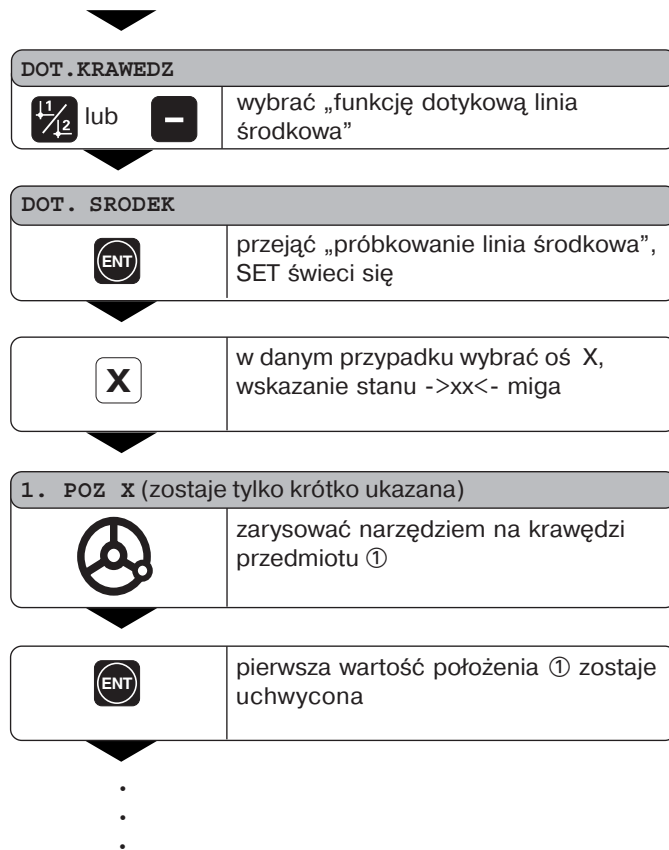 DOT.KRAWEDZ
1 2 lub –
wybrać „funkcję dotykową linia
środkowa”
DOT. SRODEK
ENT
przejąć „próbkowanie linia środkowa”,
SET świeci się
X
w danym przypadku wybrać oś X,
wskazanie stanu ->xx<- miga
1. POZ X (zostaje tylko krótko ukazana)
zarysować narzędziem na krawędzi
przedmiotu ①
ENT
pierwsza wartość położenia ① zostaje
uchwycona
.
.
.